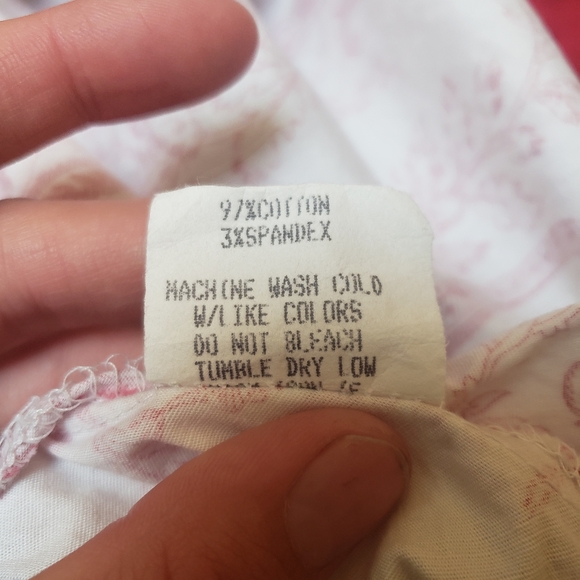 97%COTTON
3%SPANDEX
MACHINE WASH COLD
W/LIKE COLORS
DO NOT BLEACH
TUMBLE DRY LOW